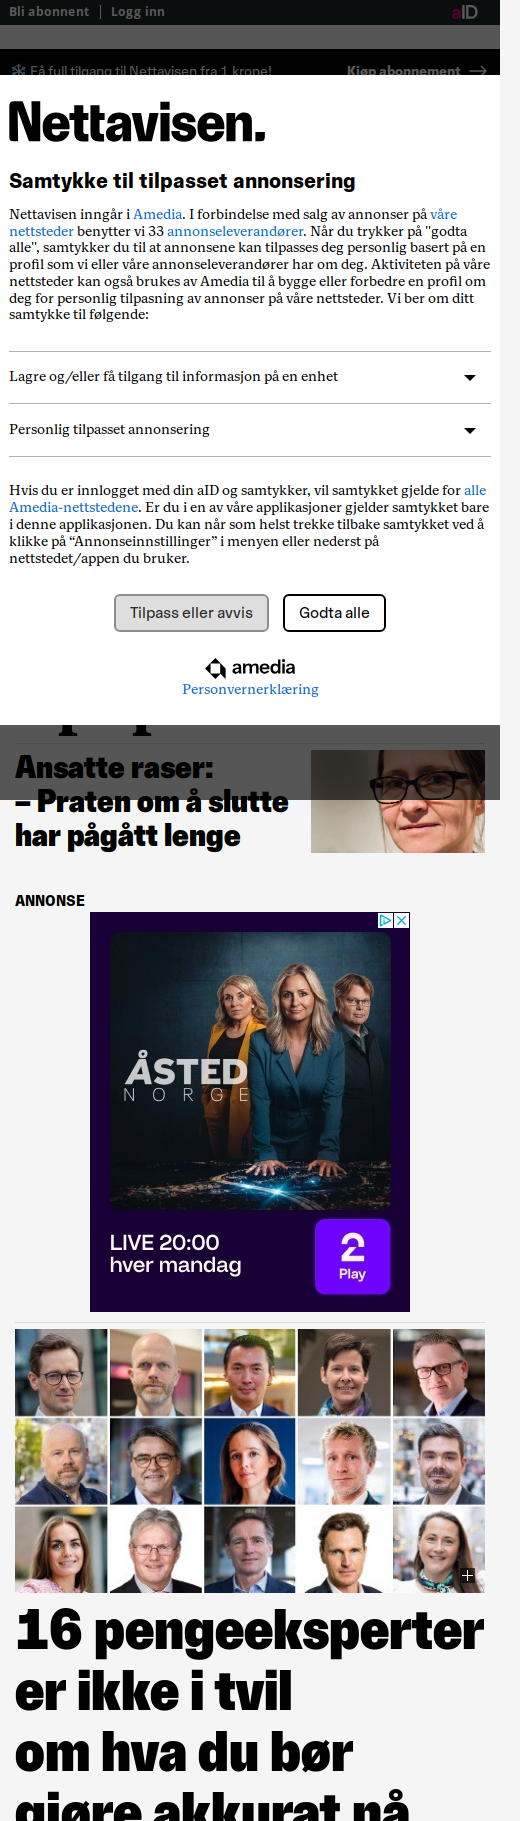 Bli abonnent | Logg inn
aID
Få full tilgang til Nettavisen fra 1 krone!
Kjøp abonnement
Nettavisen.
Samtykke til tilpasset annonsering
Nettavisen inngår i Amedia. I forbindelse med salg av annonser på våre
nettsteder benytter vi 33 annonseleverandører. Når du trykker på "godta
alle", samtykker du til at annonsene kan tilpasses deg personlig basert på en
profil som vi eller våre annonseleverandører har om deg. Aktiviteten på våre
nettsteder kan også brukes av Amedia til å bygge eller forbedre en profil om
deg for personlig tilpasning av annonser på våre nettsteder. Vi ber om ditt
samtykke til følgende:
Lagre og/eller få tilgang til informasjon på en enhet
Personlig tilpasset annonsering
Hvis du er innlogget med din aID og samtykker, vil samtykket gjelde for alle
Amedia-nettstedene. Er du i en av våre applikasjoner gjelder samtykket bare
i denne applikasjonen. Du kan når som helst trekke tilbake samtykket ved å
klikke på “Annonseinnstillinger” i menyen eller nederst på
nettstedet/appen du bruker.
Tilpass eller avvis
Godta alle
amedia
Personvernerklæring
Ansatte raser:
– Praten om å slutte
har pågått lenge
ANNONSE
ÅSTED
NORGE
LIVE 20:00
hver mandag
2
Play
16 pengeeksperter
er ikke i tvil
om hva du bør
gjøre akkurat nå